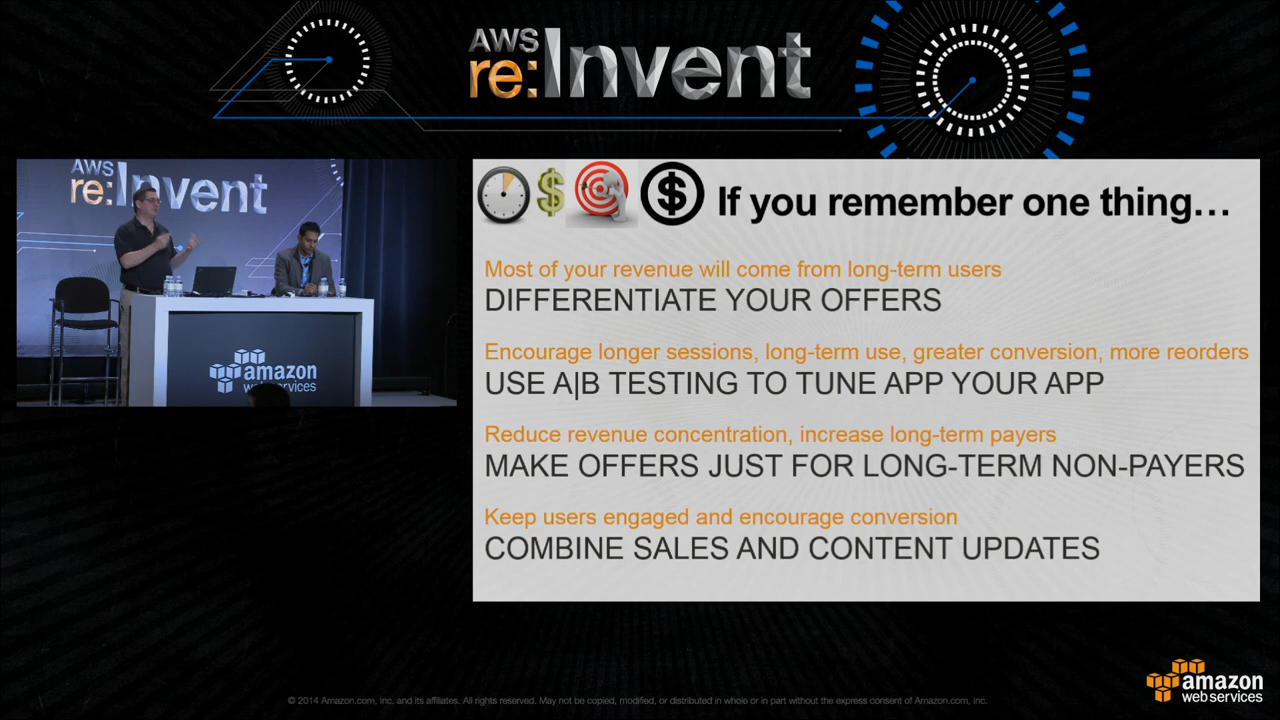 AWS
re:Invent
AWS
re:Invent
amazon
web services
$ $ If you remember one thing…
Most of your revenue will come from long-term users
DIFFERENTIATE YOUR OFFERS
Encourage longer sessions, long-term use, greater conversion, more reorders
USE A|B TESTING TO TUNE APP YOUR APP
Reduce revenue concentration, increase long-term payers
MAKE OFFERS JUST FOR LONG-TERM NON-PAYERS
Keep users engaged and encourage conversion
COMBINE SALES AND CONTENT UPDATES
amazon
web services
© 2014 Amazon.com, Inc. and its affiliates. All rights reserved. May not be copied, modified, or distributed in whole or in part without the express consent of Amazon.com, Inc.